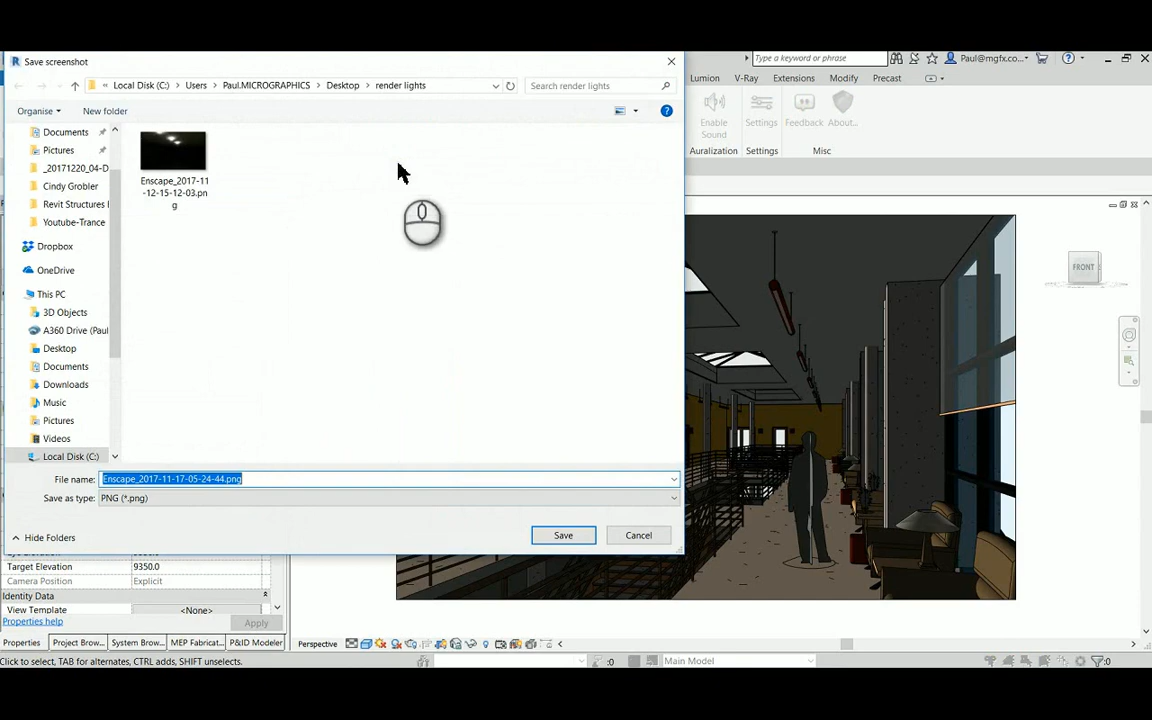 Save screenshot
« Local Disk (C:) › Users › Paul.MICROGRAPHICS › Desktop › render lights
Search render lights
Organise
New folder
Documents
Pictures
_20171220_04-D
Cindy Grobler
Revit Structures
Youtube-Trance
Dropbox
OneDrive
This PC
3D Objects
A360 Drive (Paul
Desktop
Documents
Downloads
Music
Pictures
Videos
Local Disk (C:)
Enscape_2017-11
-12-15-12-03.pn
g
File name:
Enscape_2017-11-17-05-24-44.png
Save as type:
PNG (*.png)
Hide Folders
Save
Cancel
Type a keyword or phrase
Paul@mgfx.co...
Lumion
V-Ray
Extensions
Modify
Precast
Enable
Sound
Settings
Feedback
About...
Auralization
Settings
Misc
FRONT
Target Elevation
9350.0
Camera Position
Explicit
Identity Data
View Template
<None>
Properties help
Apply
Properties
Project Brow...
System Brow...
MEP Fabricat...
P&ID Modeler
Perspective
Click to select, TAB for alternates, CTRL adds, SHIFT unselects.
:0
Main Model
:0